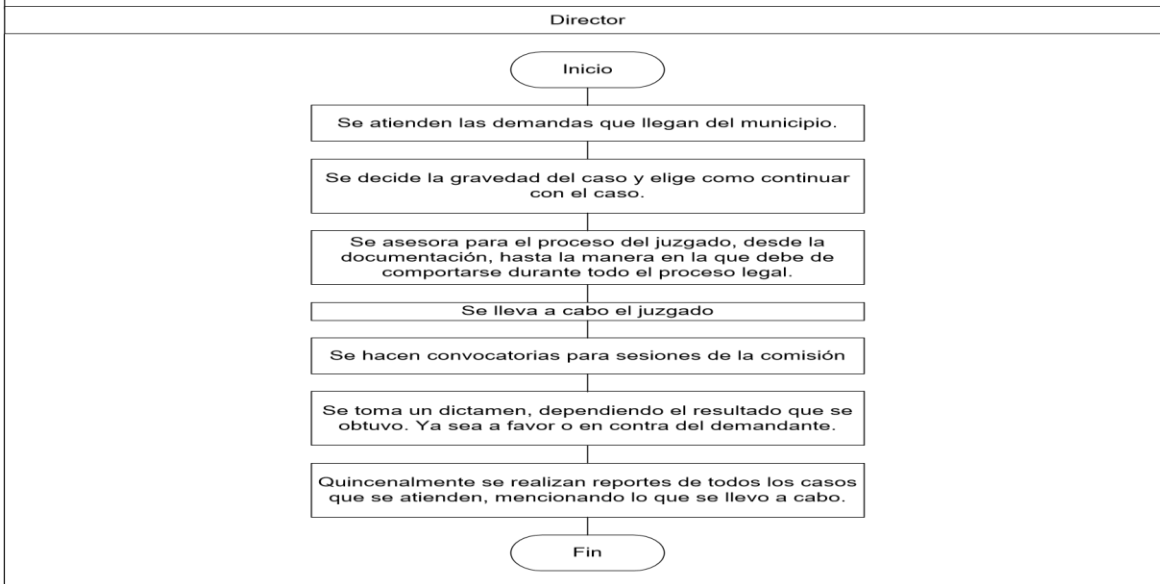 Director
Inicio
Se atienden las demandas que llegan del municipio.
Se decide la gravedad del caso y elige como continuar
con el caso.
Se asesora para el proceso del juzgado, desde la
documentación, hasta la manera en la que debe de
comportarse durante todo el proceso legal.
Se lleva a cabo el juzgado
Se hacen convocatorias para sesiones de la comisión
Se toma un dictamen, dependiendo el resultado que se
obtuvo. Ya sea a favor o en contra del demandante.
Quincenalmente se realizan reportes de todos los casos
que se atienden, mencionando lo que se llevo a cabo.
Fin